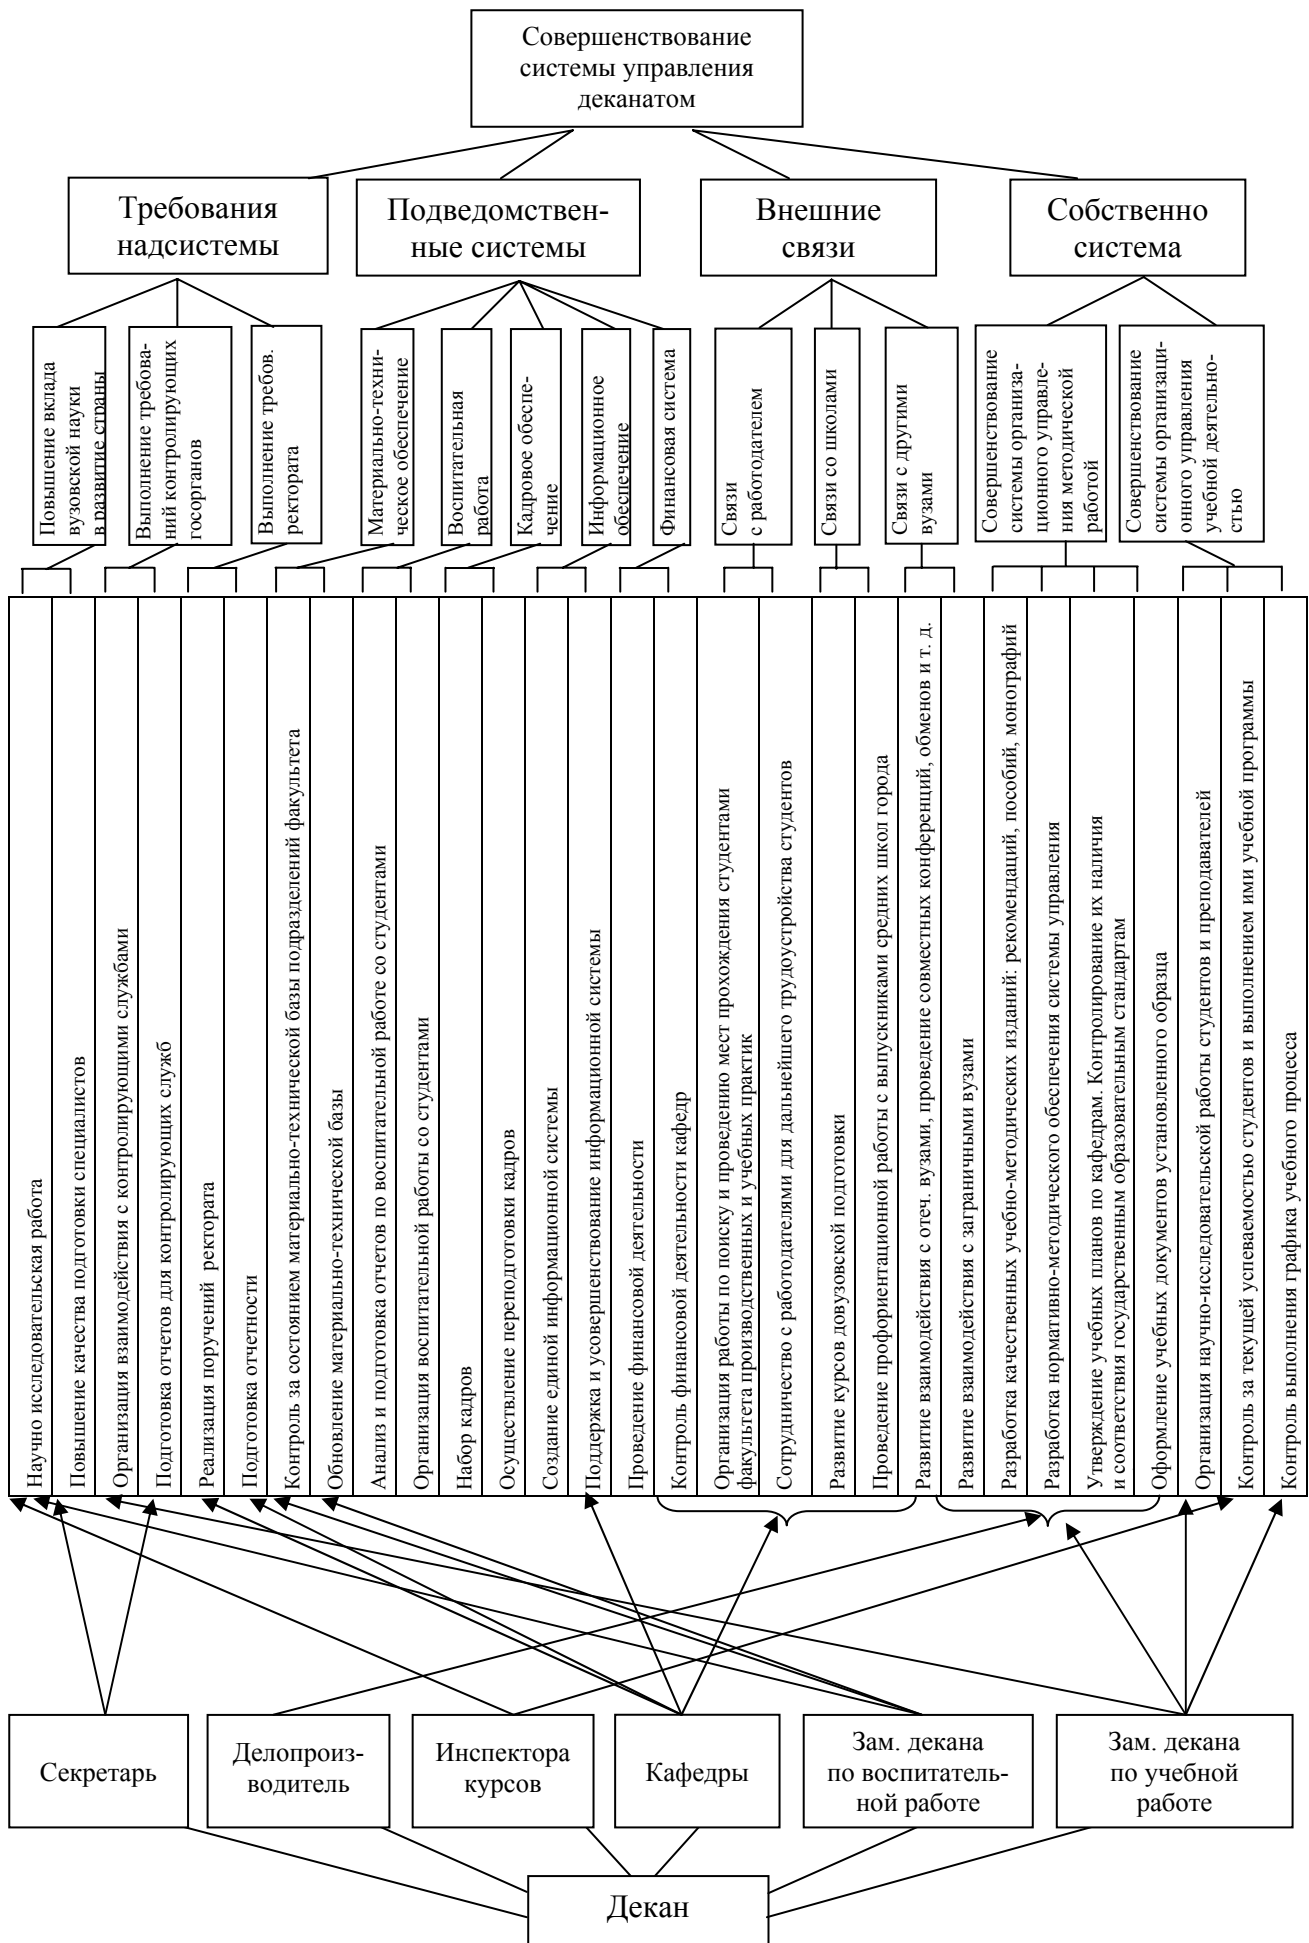 Совершенствование
системы управления
деканатом
Требования
надсистемы
Подведомствен-
ные системы
Внешние
связи
Собственно
система
Повышение вклада
вузовской науки
в развитие страны
Выполнение требова-
ний контролирующих
госорганов
Выполнение требов.
ректората
Материально-техни-
ческое обеспечение
Воспитательная
работа
Кадровое обеспе-
чение
Информационное
обеспечение
Финансовая система
Связи
с работодателем
Связи со школами
Связи с другими
вузами
Совершенствование
системы организа-
ционного управле-
ния методической
работой
Совершенствование
системы организаци-
онного управления
учебной деятельно-
стью
Научно исследовательская работа
Повышение качества подготовки специалистов
Организация взаимодействия с контролирующими службами
Подготовка отчетов для контролирующих служб
Реализация поручений ректората
Подготовка отчетности
Контроль за состоянием материально-технической базы подразделений факультета
Обновление материально-технической базы
Анализ и подготовка отчетов по воспитательной работе со студентами
Организация воспитательной работы со студентами
Набор кадров
Осуществление переподготовки кадров
Создание единой информационной системы
Поддержка и усовершенствование информационной системы
Проведение финансовой деятельности
Контроль финансовой деятельности кафедр
Организация работы по поиску и проведению мест прохождения студентами
факультета производственных и учебных практик
Сотрудничество с работодателями для дальнейшего трудоустройства студентов
Развитие курсов довузовской подготовки
Проведение профориентационной работы с выпускниками средних школ города
Развитие взаимодействия с отеч. вузами, проведение совместных конференций, обменов и т. д.
Развитие взаимодействия с заграничными вузами
Разработка качественных учебно-методических изданий: рекомендаций, пособий, монографий
Разработка нормативно-методического обеспечения системы управления
Утверждение учебных планов по кафедрам. Контролирование их наличия
и соответствия государственным образовательным стандартам
Оформление учебных документов установленного образца
Организация научно-исследовательской работы студентов и преподавателей
Контроль за текущей успеваемостью студентов и выполнением ими учебной программы
Контроль выполнения графика учебного процесса
Секретарь
Делопроиз-
водитель
Инспектора
курсов
Кафедры
Зам. декана
по воспитатель-
ной работе
Зам. декана
по учебной
работе
Декан